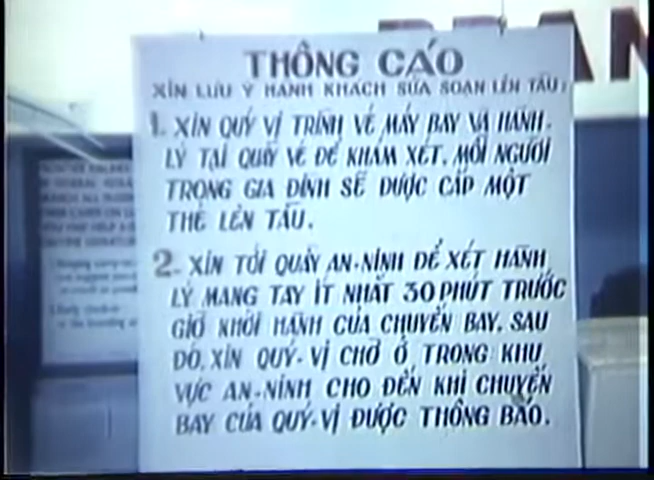 THÔNG CÁO
XIN LƯU Ý HÀNH KHÁCH SỬA SOẠN LÊN TẦU:
1. XIN QUÝ VỊ TRÌNH VÉ MÁY BAY VÀ HÀNH-
LÝ TẠI QUẦY VÉ ĐỂ KHÁM XÉT. MỖI NGƯỜI
TRONG GIA ĐÌNH SẼ ĐƯỢC CẤP MỘT
THẺ LÊN TẦU.
2. XIN TỚI QUẦY AN-NINH ĐỂ XÉT HÀNH
LÝ MANG TAY ÍT NHẤT 30 PHÚT TRƯỚC
GIỜ KHỞI HÀNH CỦA CHUYẾN BAY. SAU
ĐÓ, XIN QUÝ-VỊ CHỜ Ở TRONG KHU
VỰC AN-NINH CHO ĐẾN KHI CHUYẾN
BAY CỦA QUÝ-VỊ ĐƯỢC THÔNG BÁO.